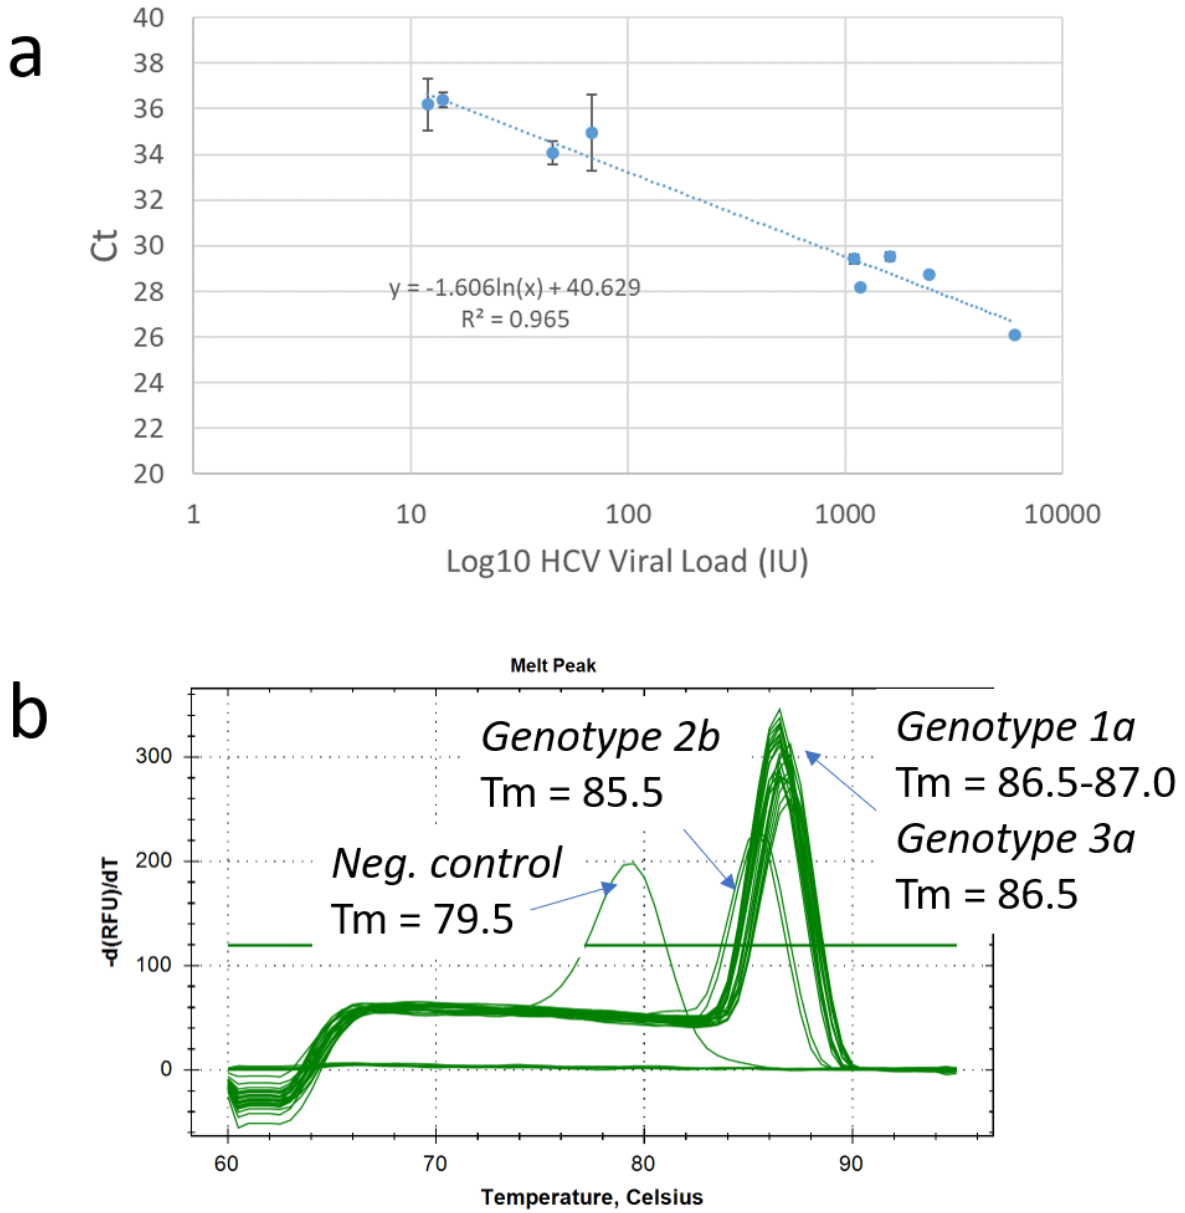 a
40
38
36
34
32
30
28
26
24
22
20
Ct
y = -1.606ln(x) + 40.629
R² = 0.965
1 10 100 1000 10000
Log10 HCV Viral Load (IU)
b
Melt Peak
300
200
100
0
-d(RFU)/dT
Genotype 2b
Tm = 85.5
Neg. control
Tm = 79.5
Genotype 1a
Tm = 86.5-87.0
Genotype 3a
Tm = 86.5
60 70 80 90
Temperature, Celsius